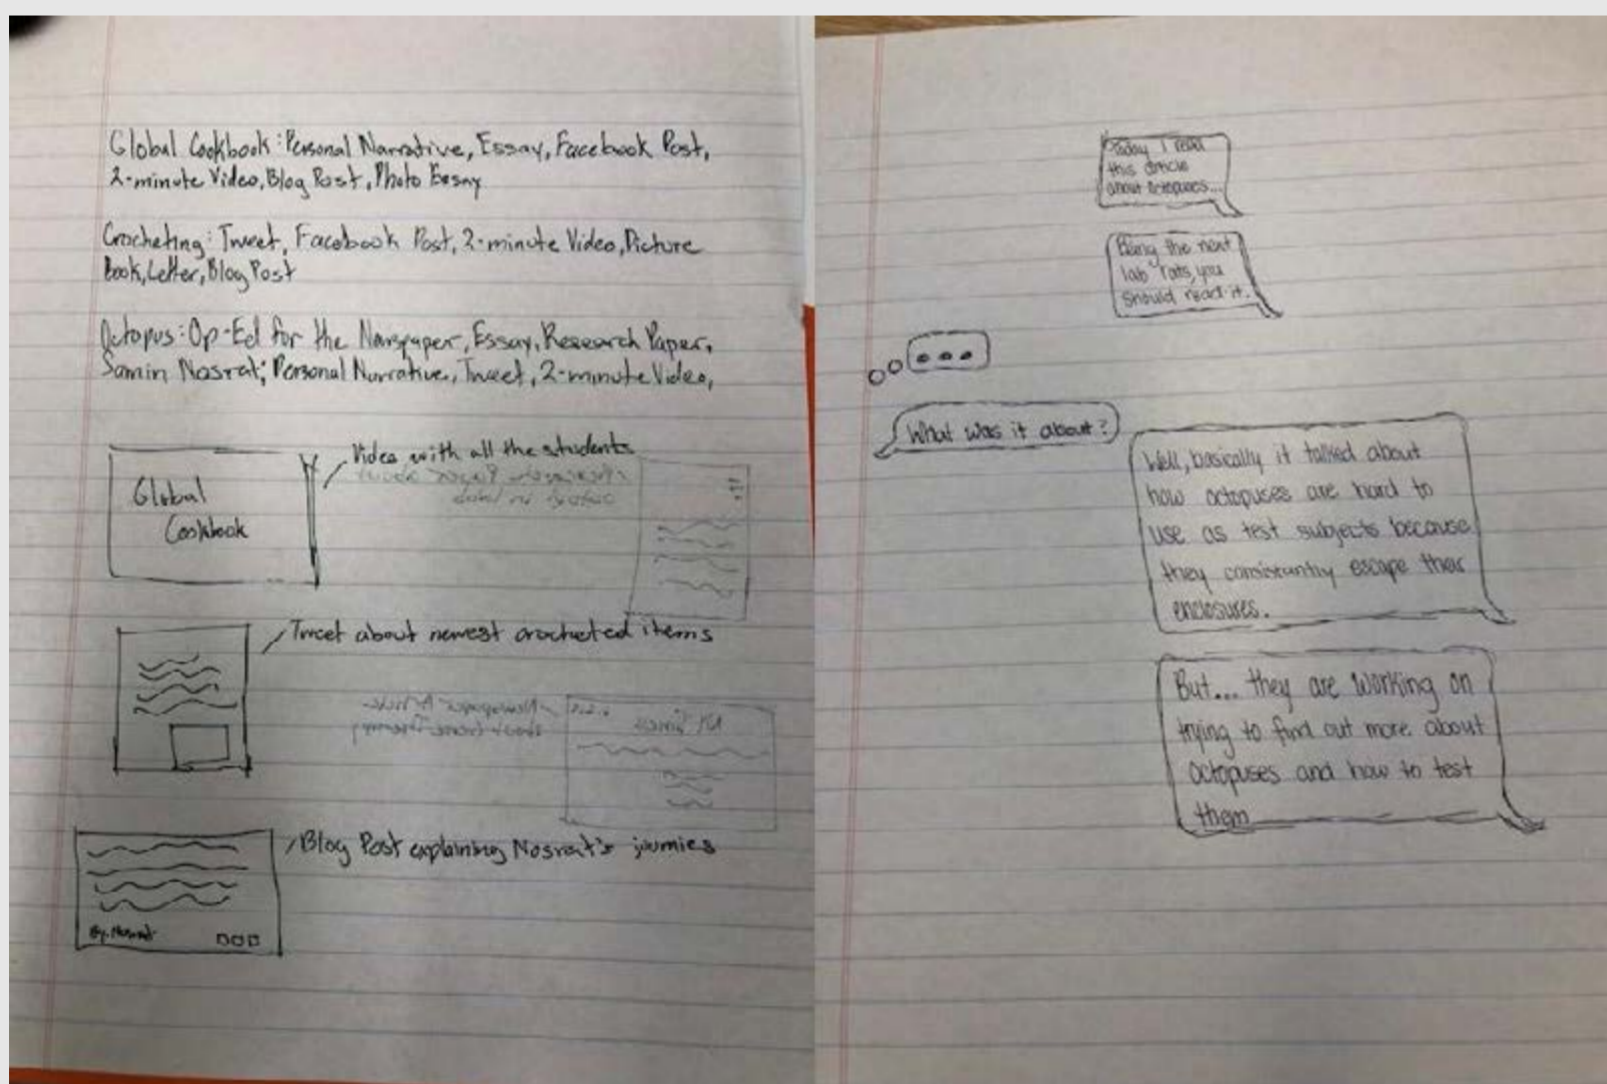 Global Cookbook: Personal Narrative, Essay, Facebook Post,
2-minute Video, Blog Post, Photo Essay
Crocheting: Tweet, Facebook Post, 2-minute Video, Picture
Book, Letter, Blog Post
Octopus: Op-Ed for the Newspaper, Essay, Research Paper,
Samin Nosrat; Personal Narrative, Tweet, 2-minute Video,
Video with all the students
Global
Cookbook
Tweet about newest crocheted items
Blog Post explaining Nosrat's journies
By: Nosrat
Today I read
this article
about octopuses...
Being the next
lab rats, you
should read it.
What was it about?
Well, basically it talked about
how octopuses are hard to
use as test subjects because
they consistantly escape their
enclosures.
But... they are working on
trying to find out more about
octopuses and how to test
them